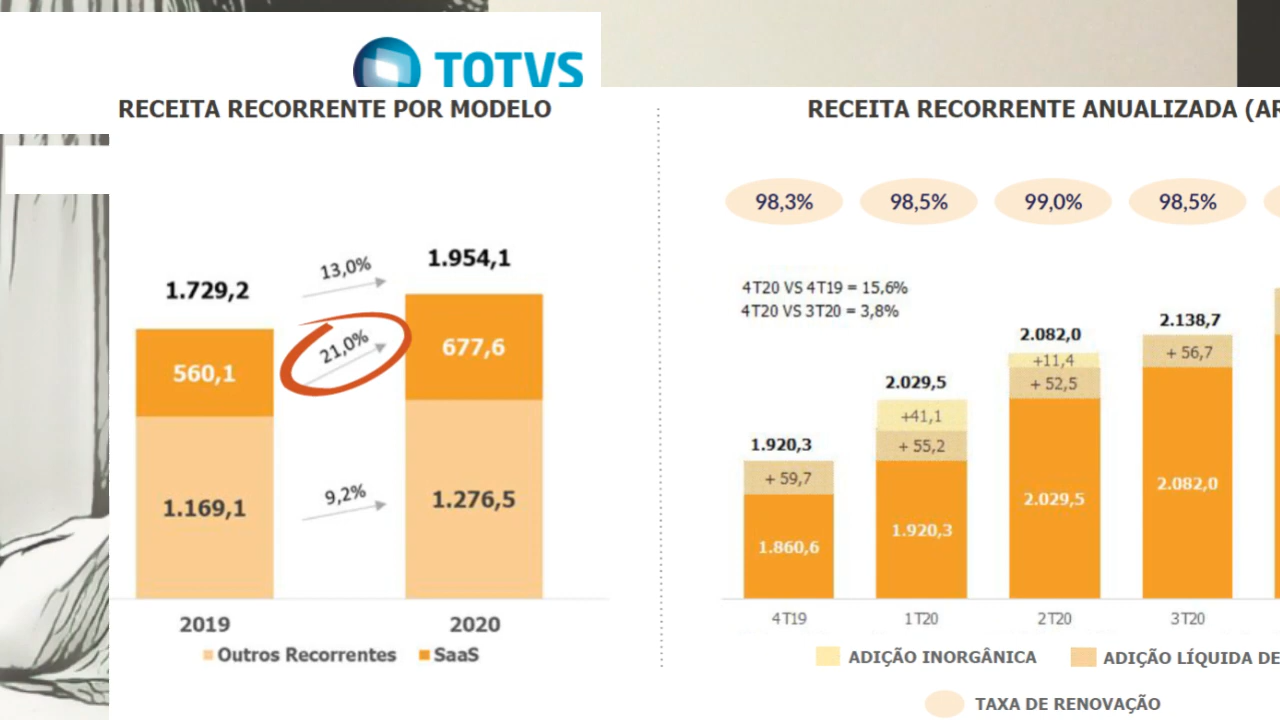 TOTVS
RECEITA RECORRENTE POR MODELO
1.729,2
13,0%
1.954,1
560,1
21,0%
677,6
1.169,1
9,2%
1.276,5
2019
2020
Outros Recorrentes
SaaS
RECEITA RECORRENTE ANUALIZADA (AR
98,3%
98,5%
99,0%
98,5%
4T20 VS 4T19 = 15,6%
4T20 VS 3T20 = 3,8%
1.920,3
+ 59,7
1.860,6
2.029,5
+41,1
+ 55,2
1.920,3
2.082,0
+11,4
+ 52,5
2.029,5
2.138,7
+ 56,7
2.082,0
4T19
1T20
2T20
3T20
ADIÇÃO INORGÂNICA
ADIÇÃO LÍQUIDA DE
TAXA DE RENOVAÇÃO